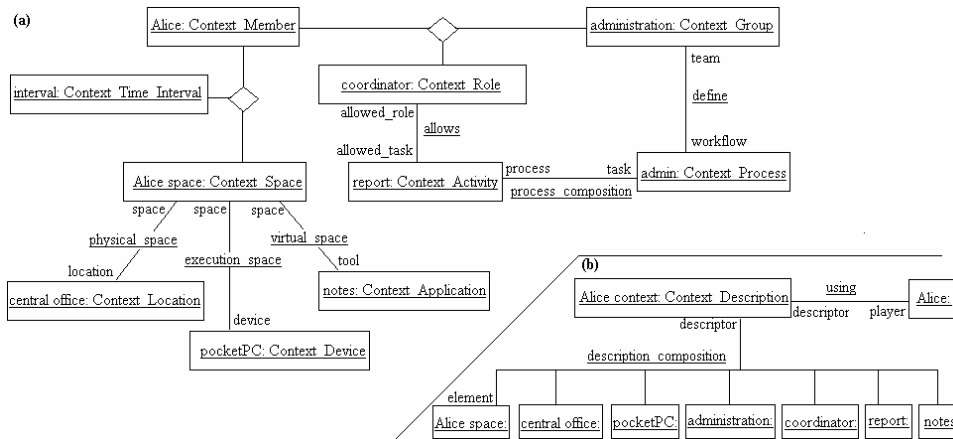 (a)
Alice: Context_Member
administration: Context_Group
interval: Context_Time_Interval
coordinator: Context_Role
team
allowed_role
allows
define
allowed_task
workflow
Alice space: Context_Space
report: Context_Activity
process
task
process_composition
admin: Context_Process
space
space
space
physical_space
virtual_space
execution_space
location
tool
central office: Context_Location
notes: Context_Application
device
pocketPC: Context_Device
(b)
Alice context: Context_Description
using
descriptor
player
Alice:
descriptor
description_composition
element
Alice space:
central office:
pocketPC:
administration:
coordinator:
report:
notes